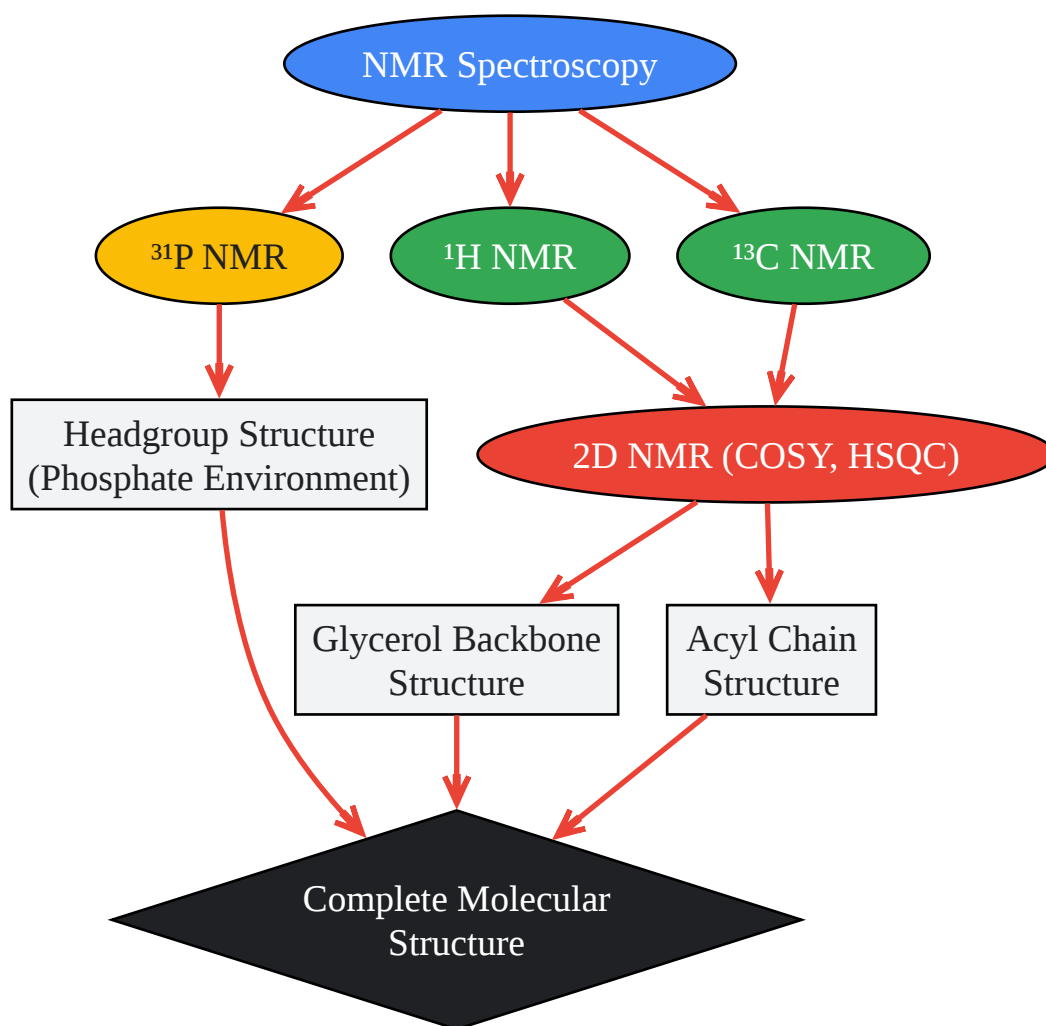 NMR Spectroscopy
³¹P NMR
¹H NMR
¹³C NMR
Headgroup Structure
(Phosphate Environment)
2D NMR (COSY, HSQC)
Glycerol Backbone
Structure
Acyl Chain
Structure
Complete Molecular
Structure